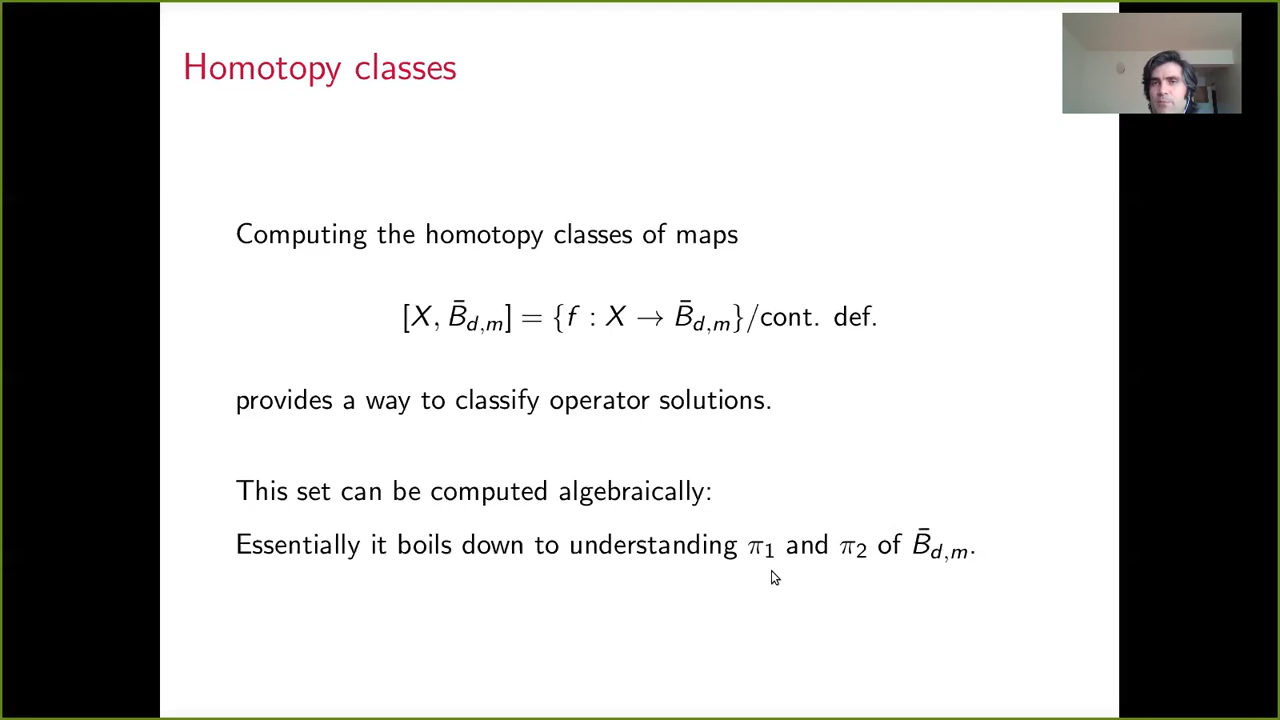 Homotopy classes
Computing the homotopy classes of maps
[X, B̄_{d,m}] = {f : X → B̄_{d,m}}/cont. def.
provides a way to classify operator solutions.
This set can be computed algebraically:
Essentially it boils down to understanding π₁ and π₂ of B̄_{d,m}.